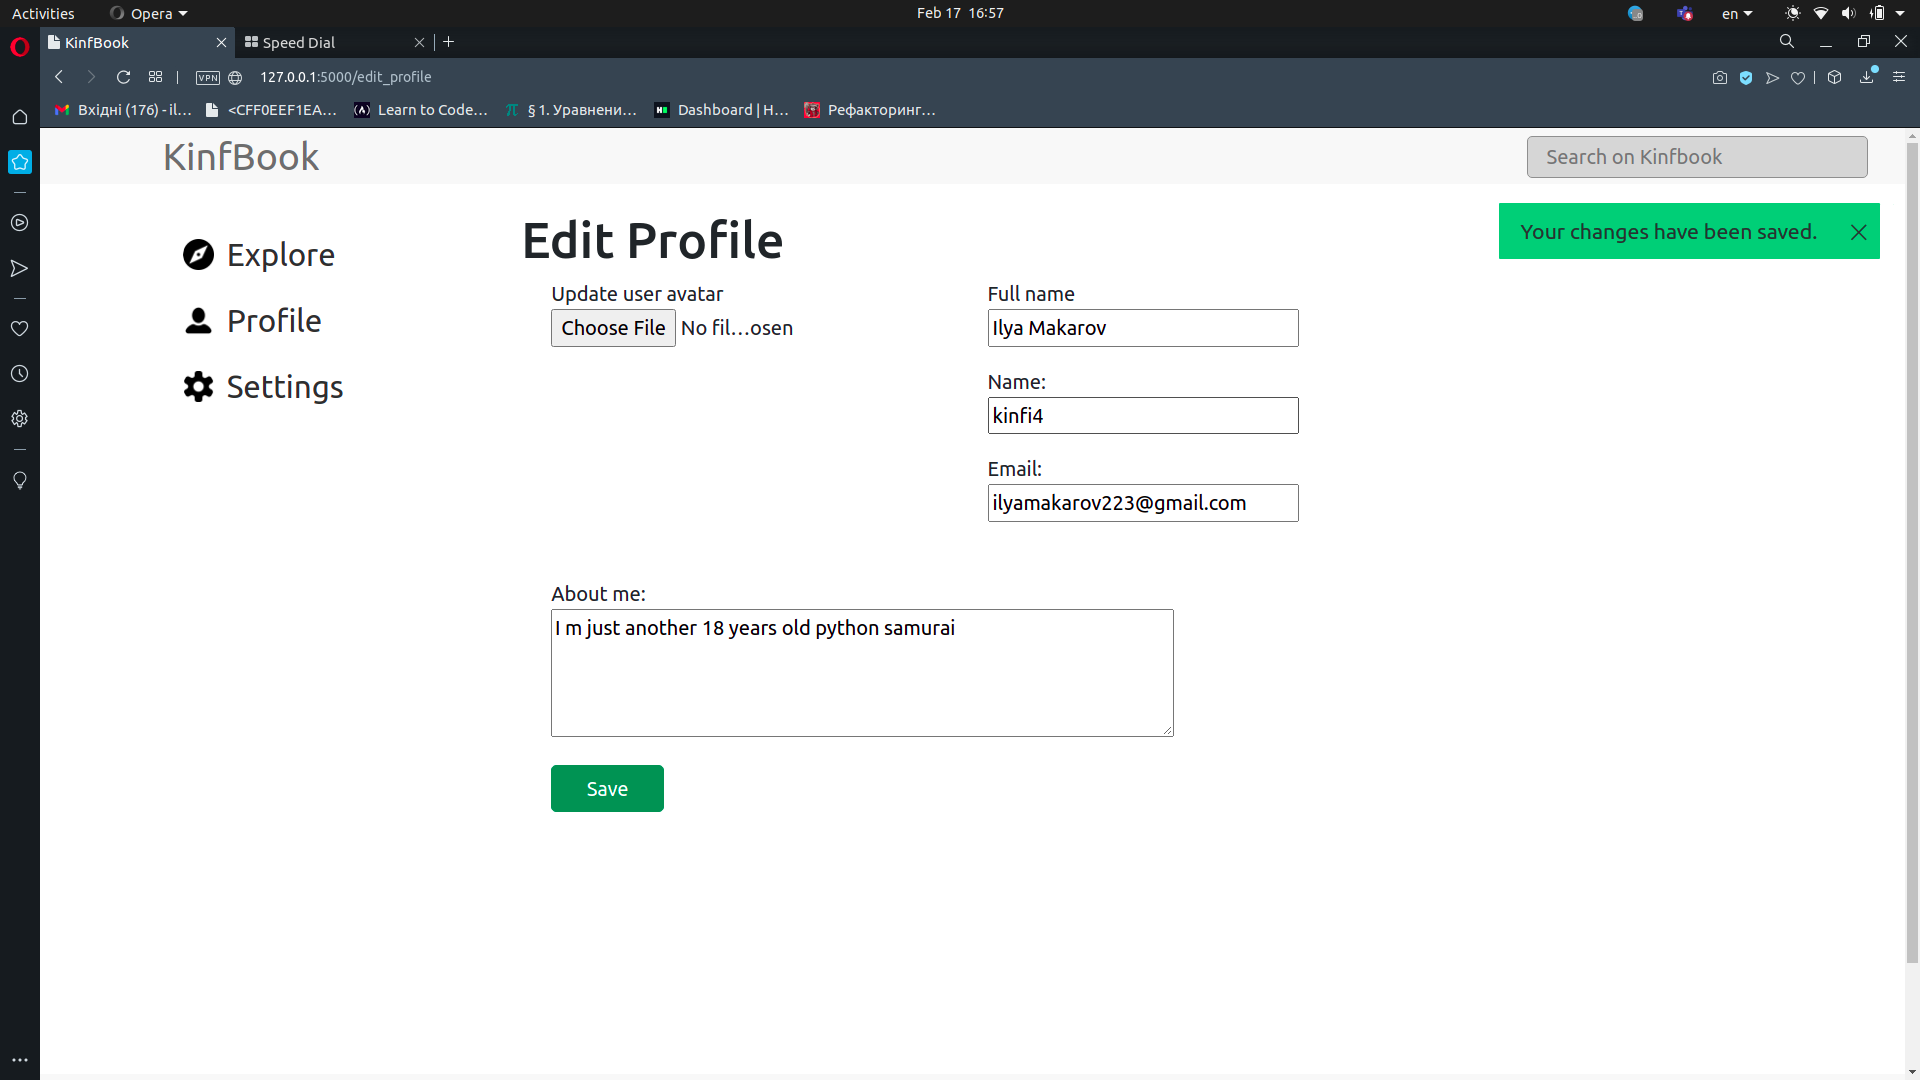 Activities
Opera
Feb 17 16:57
en
KinfBook
Speed Dial
VPN
127.0.0.1:5000/edit_profile
Вхідні (176) - il...
<CFF0EEF1EA...
Learn to Code...
§ 1. Уравнени...
Dashboard | H...
Рефакторинг...
KinfBook
Search on Kinfbook
Your changes have been saved.
Explore
Profile
Settings
Edit Profile
Update user avatar
Choose File No fil...osen
Full name
Ilya Makarov
Name:
kinfi4
Email:
ilyamakarov223@gmail.com
About me:
I m just another 18 years old python samurai
Save